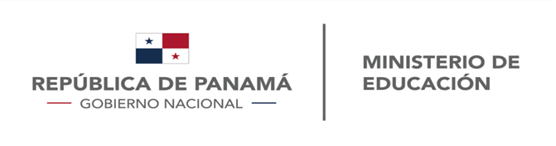 REPÚBLICA DE PANAMÁ
GOBIERNO NACIONAL
MINISTERIO DE
EDUCACIÓN